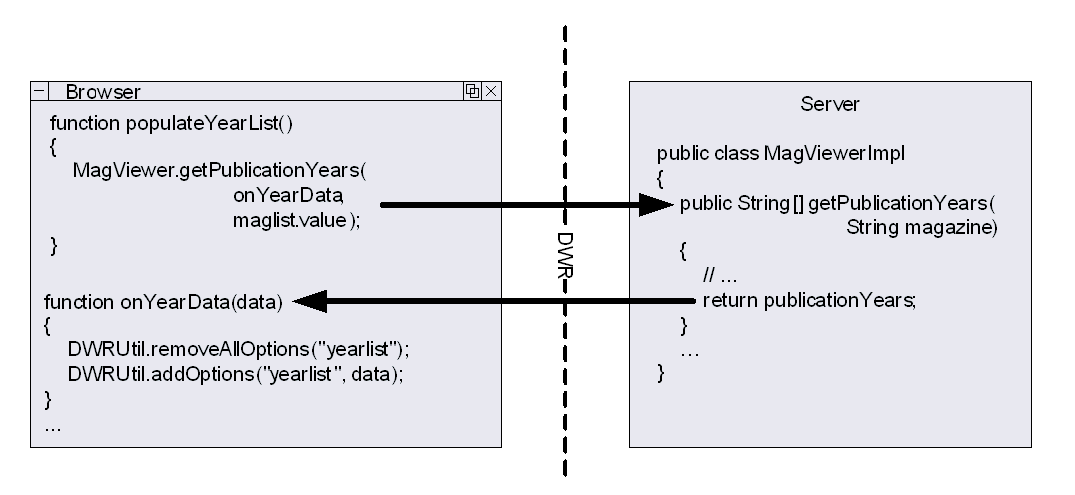 Browser
function populateYearList()
{
MagViewer.getPublicationYears(
onYearData,
maglist.value);
}
function onYearData(data)
{
DWRUtil.removeAllOptions("yearlist");
DWRUtil.addOptions("yearlist", data);
}
...
DWR
Server
public class MagViewerImpl
{
public String[] getPublicationYears(
String magazine)
{
// ...
return publicationYears;
}
...
}